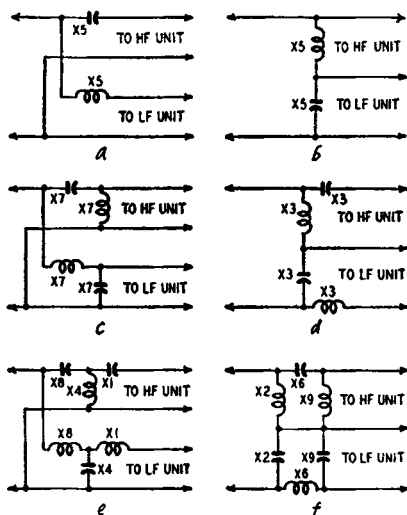 X5
TO HF UNIT
X5
TO LF UNIT
a
X5
TO HF UNIT
X5
TO LF UNIT
b
X7
X7
TO HF UNIT
X7
X7
TO LF UNIT
c
X3
X3
TO HF UNIT
X3
X3
TO LF UNIT
d
X8
X1
X4
TO HF UNIT
X8
X1
X4
TO LF UNIT
e
X6
X2
X9
TO HF UNIT
X2
X9
TO LF UNIT
X6
f